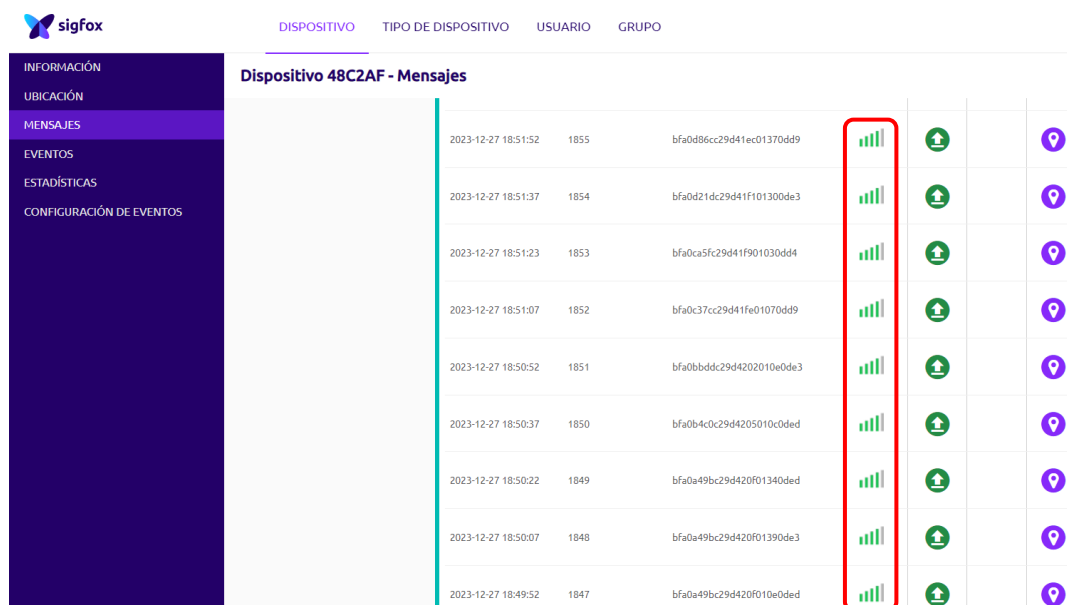 sigfox
DISPOSITIVO TIPO DE DISPOSITIVO USUARIO GRUPO
INFORMACIÓN
UBICACIÓN
MENSAJES
EVENTOS
ESTADÍSTICAS
CONFIGURACIÓN DE EVENTOS
Dispositivo 48C2AF - Mensajes
2023-12-27 18:51:52 1855 bfa0d86cc29d41ec01370dd9
2023-12-27 18:51:37 1854 bfa0d21dc29d41f101300de3
2023-12-27 18:51:23 1853 bfa0ca5fc29d41f901030dd4
2023-12-27 18:51:07 1852 bfa0c37cc29d41fe01070dd9
2023-12-27 18:50:52 1851 bfa0bbddc29d4202010e0de3
2023-12-27 18:50:37 1850 bfa0b4c0c29d4205010c0ded
2023-12-27 18:50:22 1849 bfa0a49bc29d420f01340ded
2023-12-27 18:50:07 1848 bfa0a49bc29d420f01390de3
2023-12-27 18:49:52 1847 bfa0a49bc29d420f010e0ded